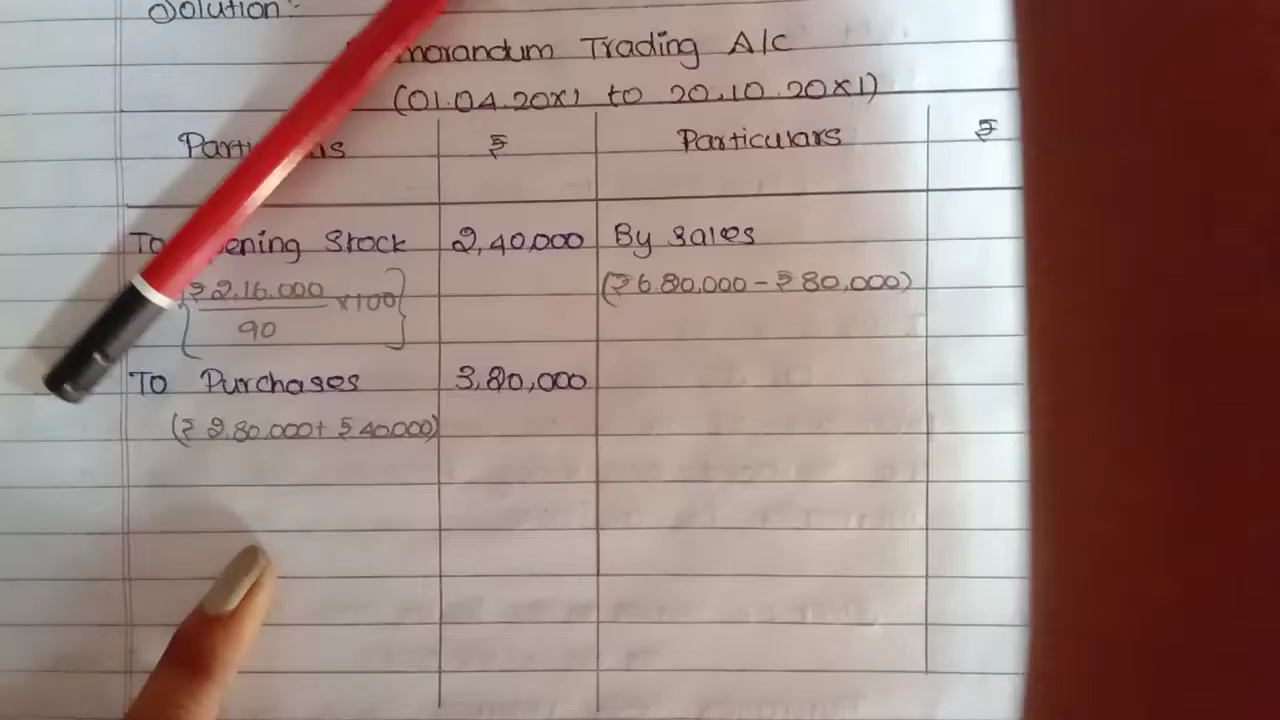 Solution:-
morandum Trading A/c
(01.04.20X1 to 20.10.20X1)
Particulars ₹ Particulars ₹
To Opening Stock 2,40,000 By sales
{₹2,16,000/90 ×100} (₹6,80,000 - ₹80,000)
To Purchases 3,20,000
(₹2,80,000+ ₹40,000)